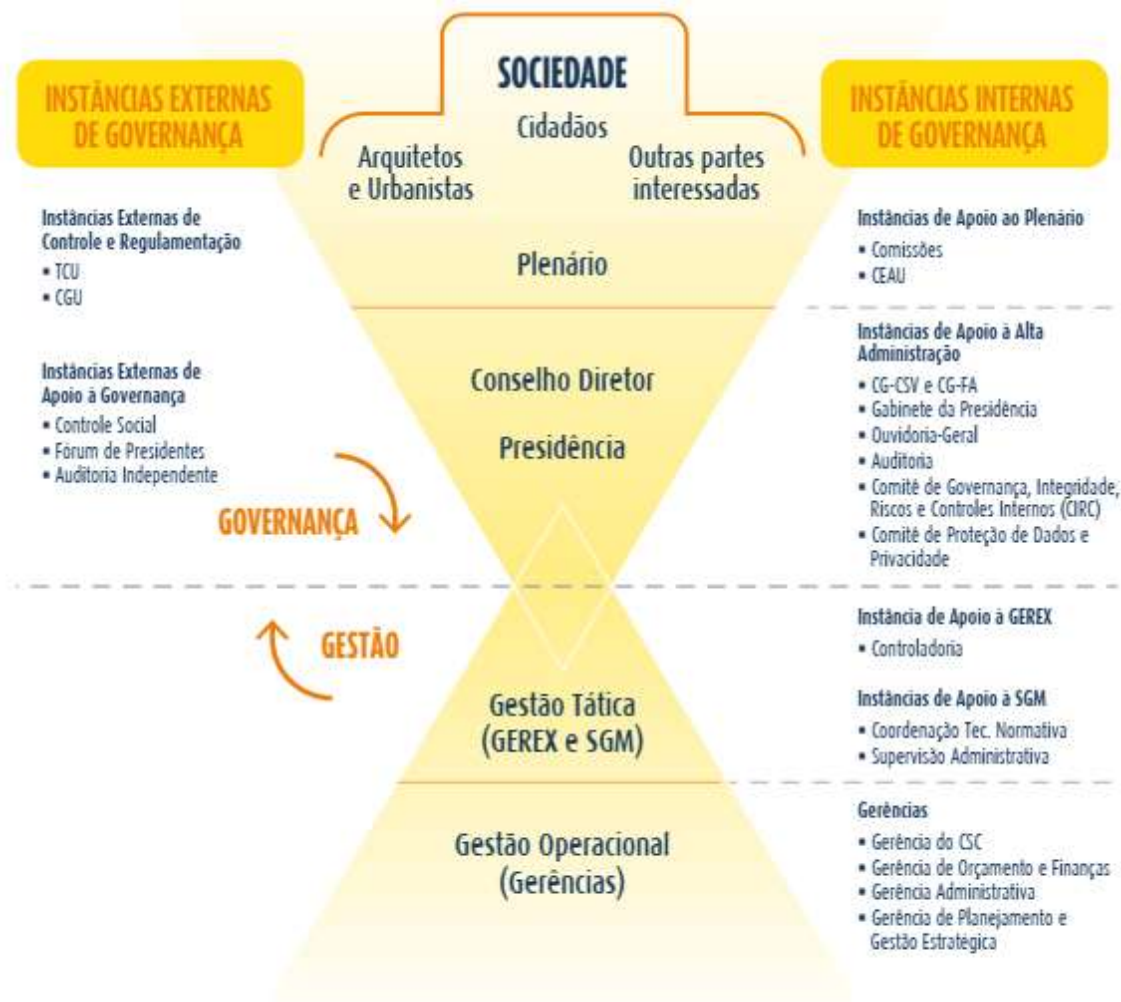 SOCIEDADE
Cidadãos
Arquitetos
e Urbanistas
Outras partes
interessadas
INSTÂNCIAS EXTERNAS
DE GOVERNANÇA
Instâncias Externas de
Controle e Regulamentação
▪ TCU
▪ CGU
Instâncias Externas de
Apoio à Governança
▪ Controle Social
▪ Fórum de Presidentes
▪ Auditoria Independente
GOVERNANÇA
GESTÃO
Plenário
Conselho Diretor
Presidência
Gestão Tática
(GEREX e SGM)
Gestão Operacional
(Gerências)
INSTÂNCIAS INTERNAS
DE GOVERNANÇA
Instâncias de Apoio ao Plenário
▪ Comissões
▪ CEAU
Instâncias de Apoio à Alta
Administração
▪ CG-CSV e CG-FA
▪ Gabinete da Presidência
▪ Ouvidoria-Geral
▪ Auditoria
▪ Comitê de Governança, Integridade,
Riscos e Controles Internos (CIRC)
▪ Comitê de Proteção de Dados e
Privacidade
Instância de Apoio à GEREX
▪ Controladoria
Instâncias de Apoio à SGM
▪ Coordenação Tec. Normativa
▪ Supervisão Administrativa
Gerências
▪ Gerência do CSC
▪ Gerência de Orçamento e Finanças
▪ Gerência Administrativa
▪ Gerência de Planejamento e
Gestão Estratégica